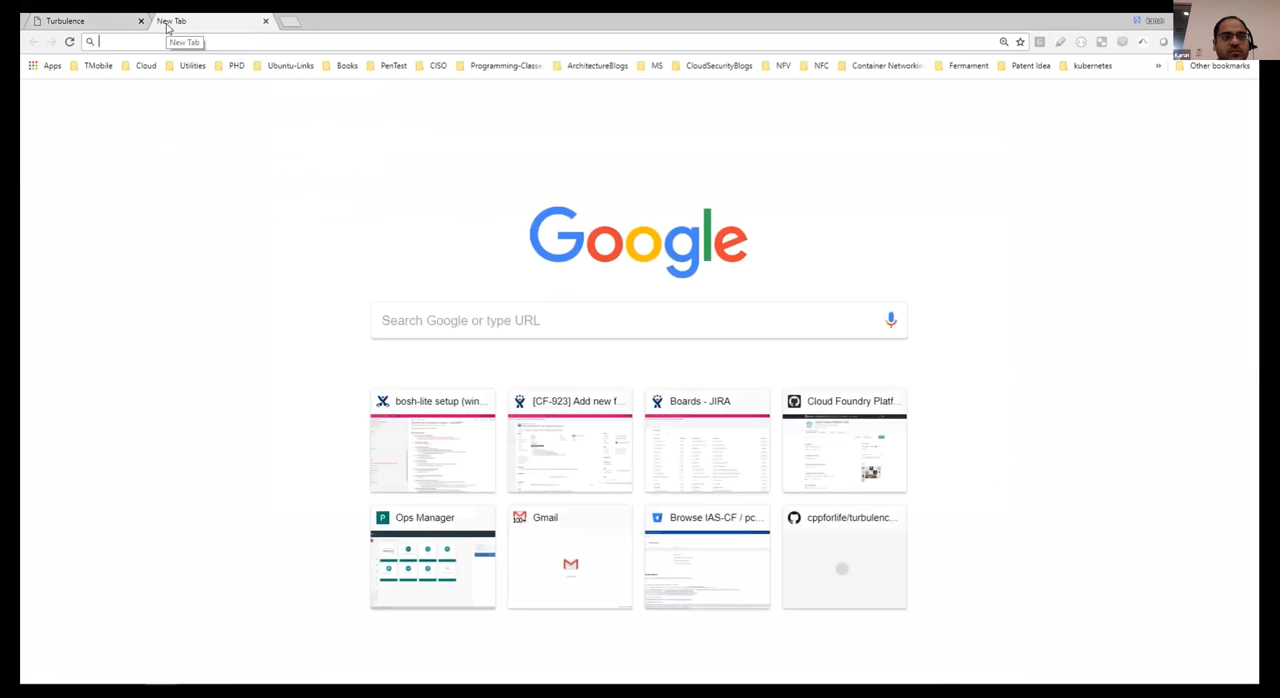 Turbulence
New Tab
karun
New Tab
Karun
Apps TMobile Cloud Utilities PHD Ubuntu-Links Books PenTest CISO Programming-Classe ArchitectureBlogs MS CloudSecurityBlogs NFV NFC Container Networkin Fermament Patent Idea kubernetes » Other bookmarks
Google
Search Google or type URL
bosh-lite setup (win... [CF-923] Add new f... Boards - JIRA Cloud Foundry Platf...
Ops Manager Gmail Browse IAS-CF / pc... cppforlife/turbulenc...